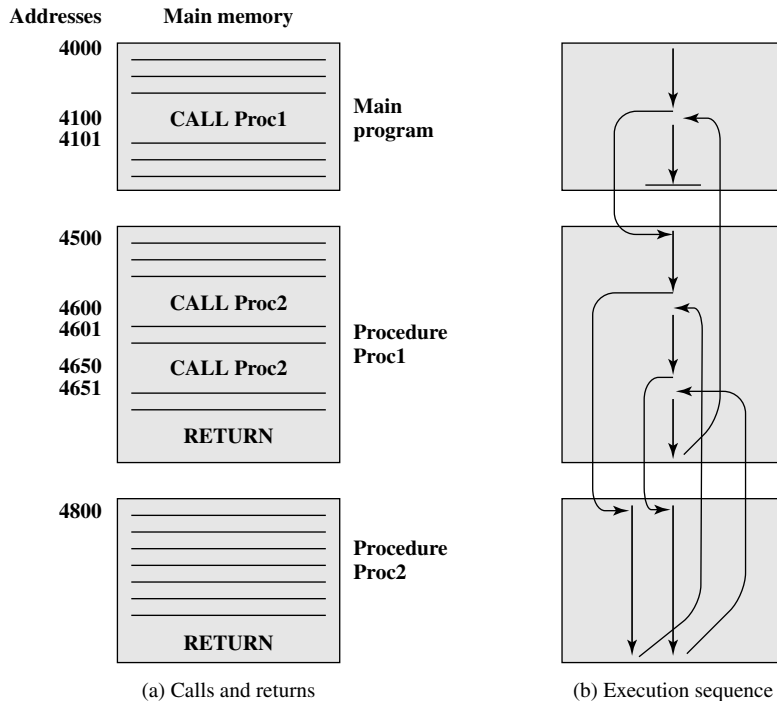 Addresses
Main memory
4000
4100
CALL Proc1
4101
Main
program
4500
CALL Proc2
4600
4601
CALL Proc2
4650
4651
RETURN
Procedure
Proc1
4800
RETURN
Procedure
Proc2
(a) Calls and returns
(b) Execution sequence